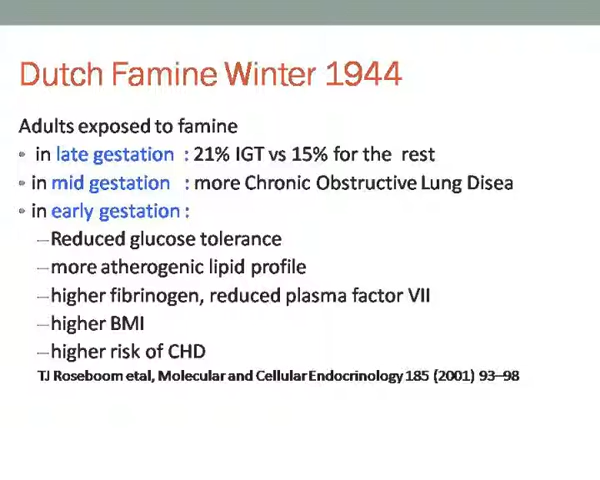 Dutch Famine Winter 1944
Adults exposed to famine
• in late gestation : 21% IGT vs 15% for the rest
• in mid gestation : more Chronic Obstructive Lung Disea
• in early gestation :
–Reduced glucose tolerance
–more atherogenic lipid profile
–higher fibrinogen, reduced plasma factor VII
–higher BMI
–higher risk of CHD
TJ Roseboom etal, Molecular and Cellular Endocrinology 185 (2001) 93–98